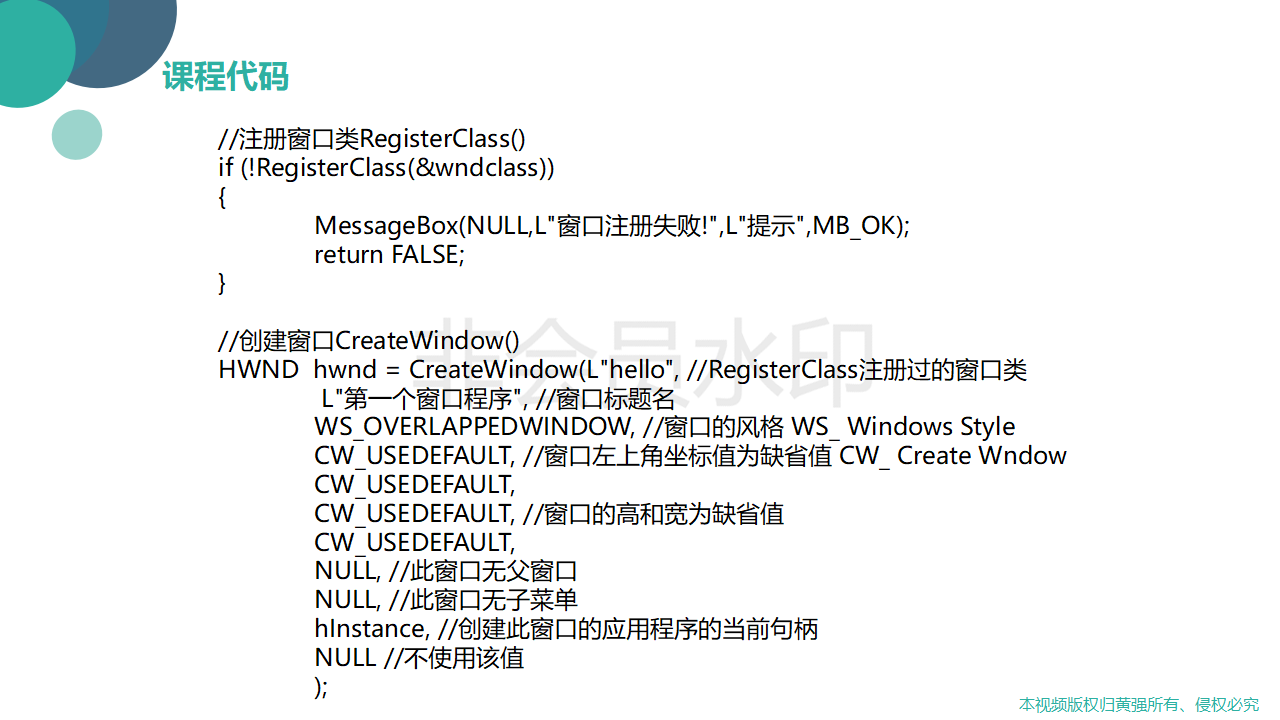 课程代码
//注册窗口类RegisterClass()
if (!RegisterClass(&wndclass))
{
MessageBox(NULL,L"窗口注册失败!",L"提示",MB_OK);
return FALSE;
}
//创建窗口CreateWindow()
HWND  hwnd = CreateWindow(L"hello", //RegisterClass注册过的窗口类
L"第一个窗口程序", //窗口标题名
WS_OVERLAPPEDWINDOW, //窗口的风格 WS_ Windows Style
CW_USEDEFAULT, //窗口左上角坐标值为缺省值 CW_ Create Wndow
CW_USEDEFAULT,
CW_USEDEFAULT, //窗口的高和宽为缺省值
CW_USEDEFAULT,
NULL, //此窗口无父窗口
NULL, //此窗口无子菜单
hInstance, //创建此窗口的应用程序的当前句柄
NULL //不使用该值
);
非会员水印
本视频版权归黄强所有、侵权必究